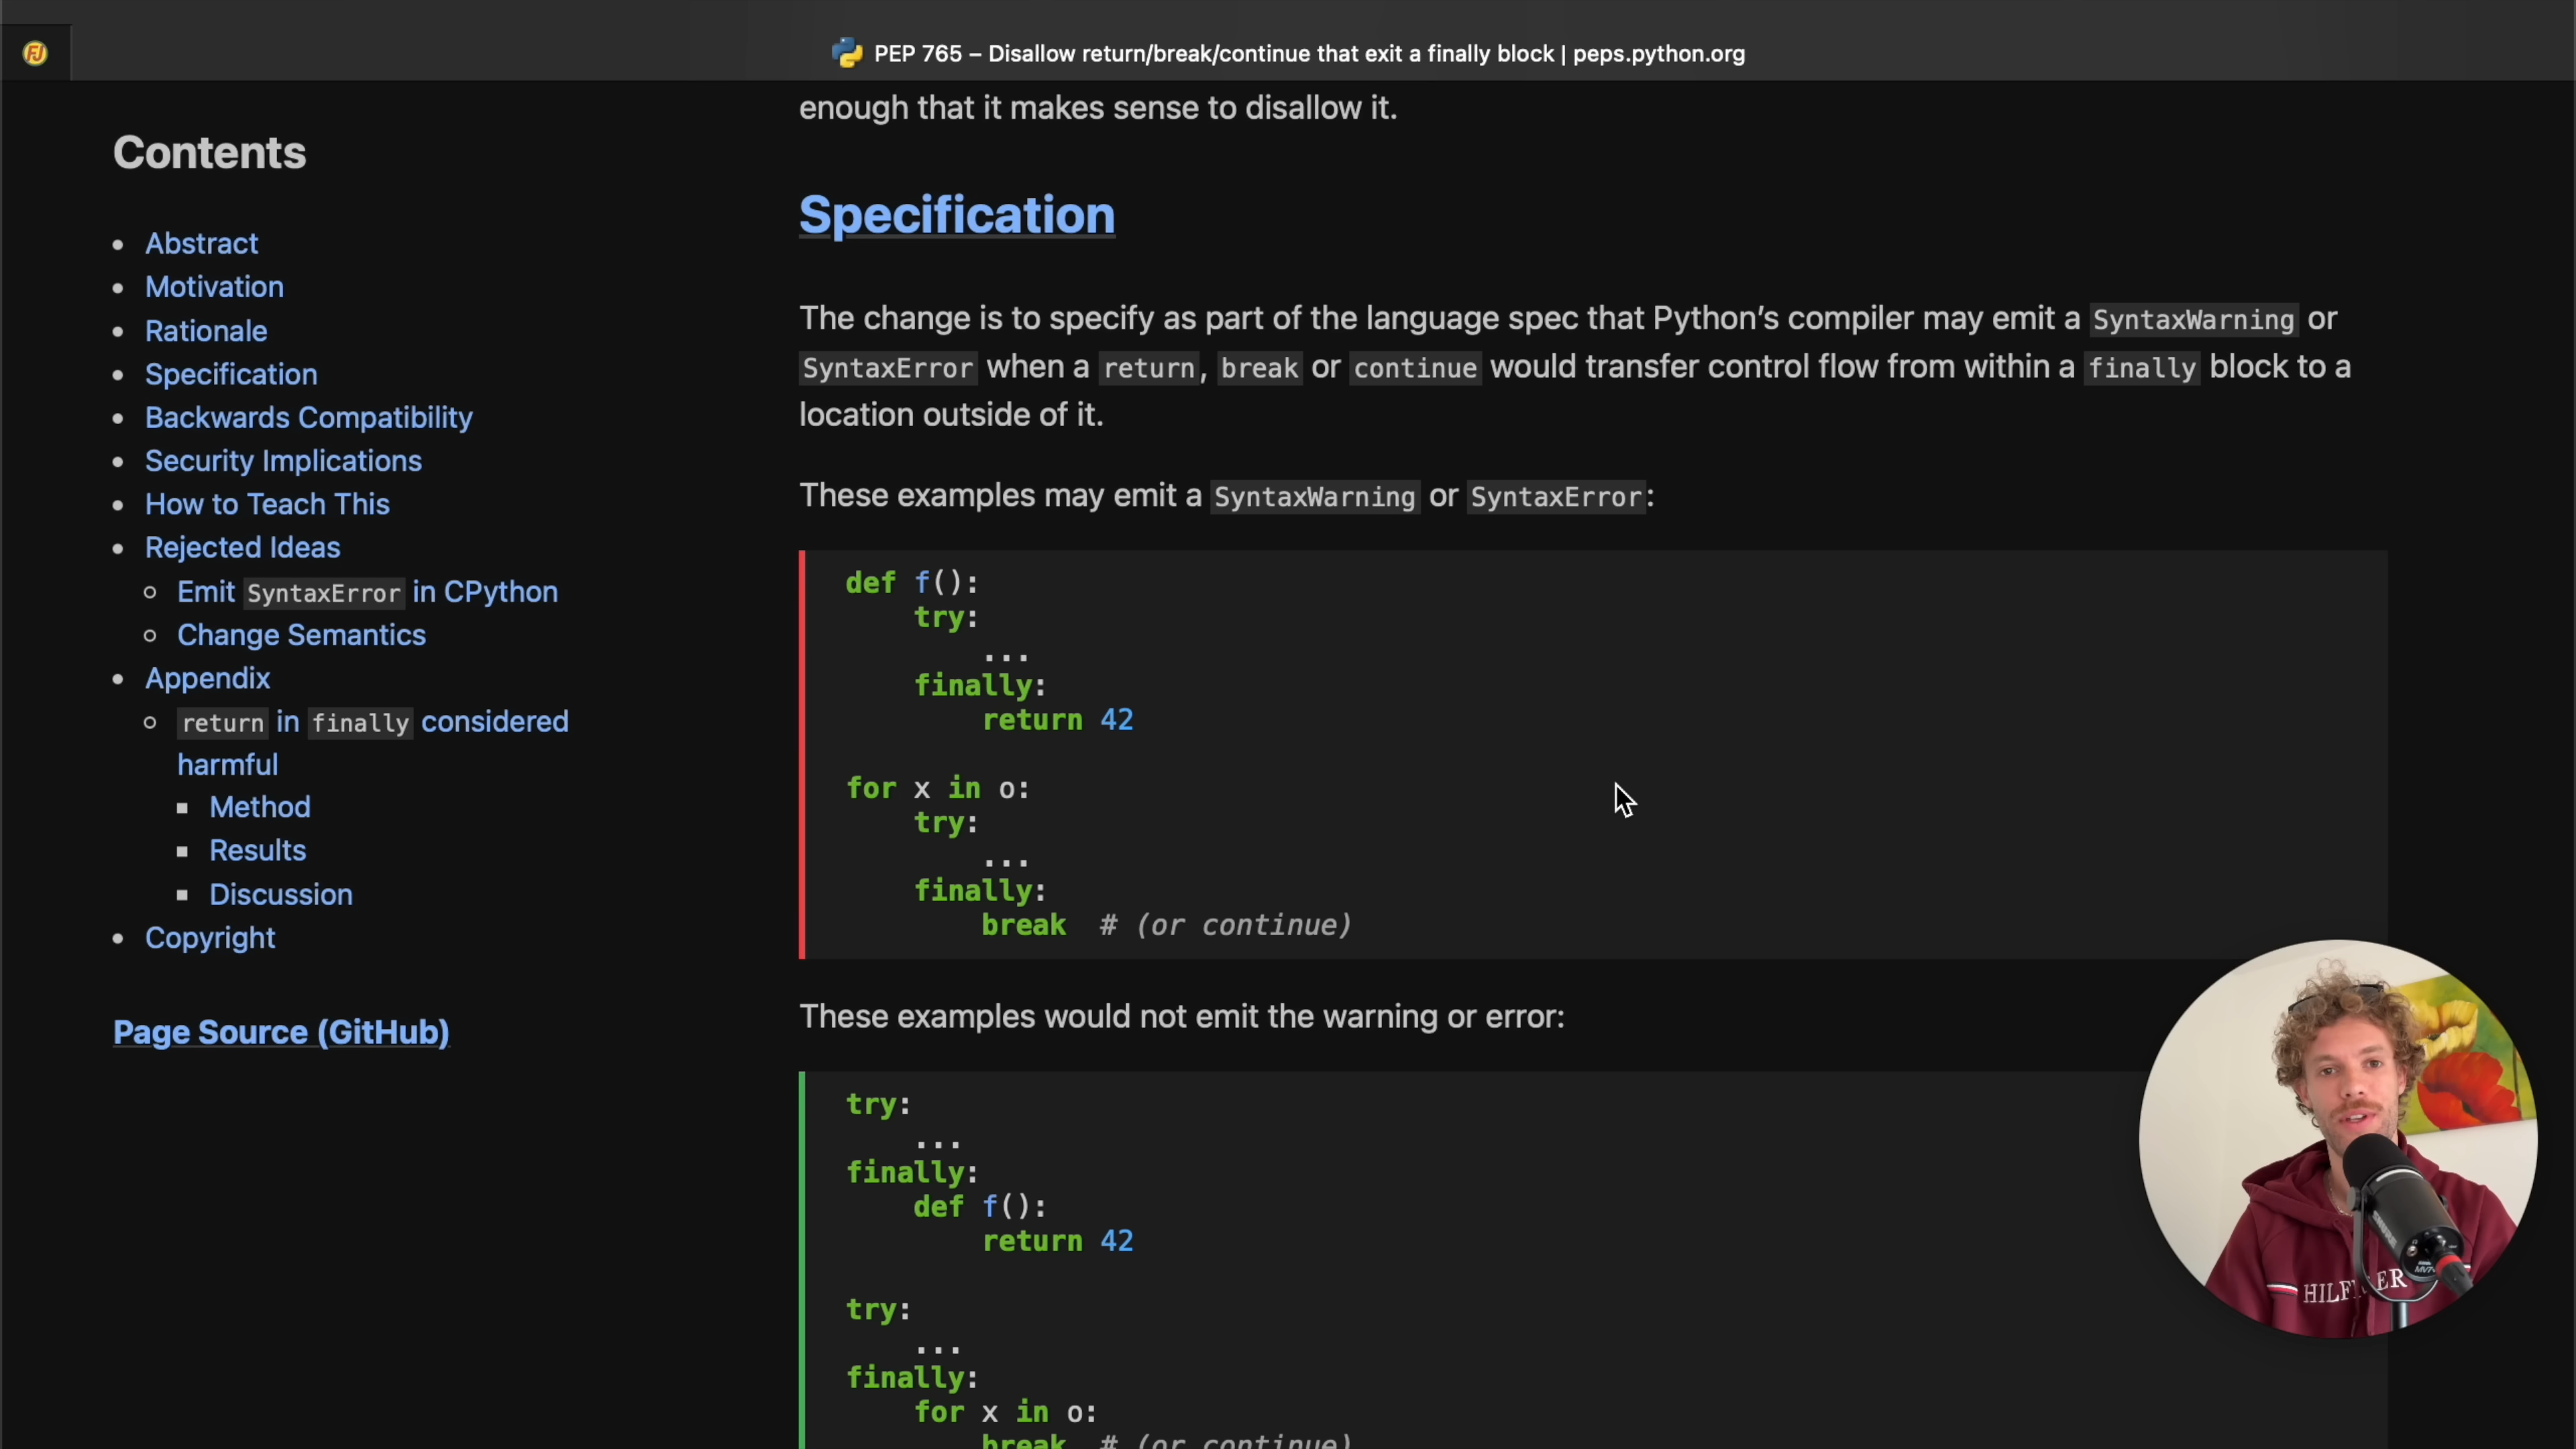 PEP 765 – Disallow return/break/continue that exit a finally block | peps.python.org
Contents
Abstract
Motivation
Rationale
Specification
Backwards Compatibility
Security Implications
How to Teach This
Rejected Ideas
Emit SyntaxError in CPython
Change Semantics
Appendix
return in finally considered
harmful
Method
Results
Discussion
Copyright
Page Source (GitHub)
enough that it makes sense to disallow it.
Specification
The change is to specify as part of the language spec that Python’s compiler may emit a SyntaxWarning or
SyntaxError when a return, break or continue would transfer control flow from within a finally block to a
location outside of it.
These examples may emit a SyntaxWarning or SyntaxError:
def f():
    try:
        ...
    finally:
        return 42
for x in o:
    try:
        ...
    finally:
        break  # (or continue)
These examples would not emit the warning or error:
try:
    ...
finally:
    def f():
        return 42
try:
    ...
finally:
    for x in o:
        break  # (or continue)
SHURE
MV7